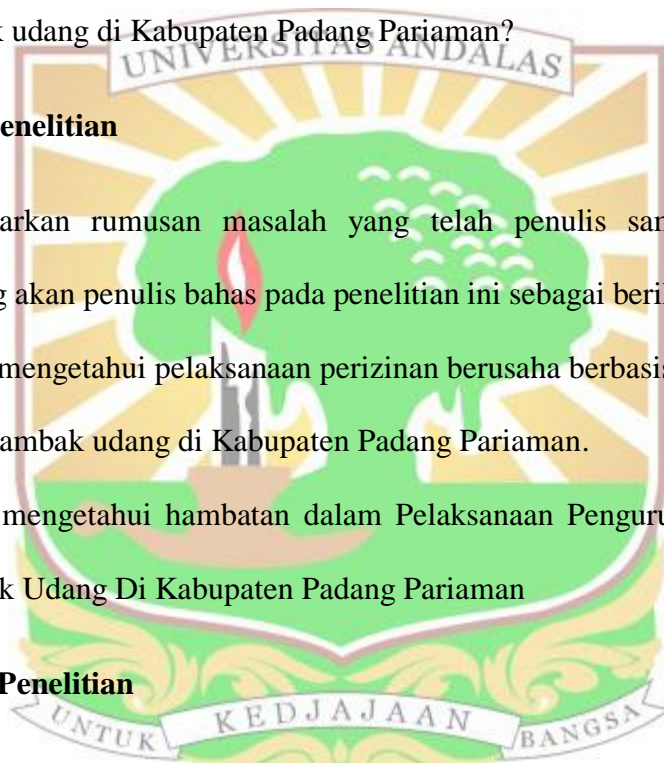 udang di Kabupaten Padang Pariaman?
UNIVERSITAS ANDALAS
enelitian
arkan rumusan masalah yang telah penulis san
akan penulis bahas pada penelitian ini sebagai beril
mengetahui pelaksanaan perizinan berusaha berbasis
ambak udang di Kabupaten Padang Pariaman.
mengetahui hambatan dalam Pelaksanaan Penguru
k Udang Di Kabupaten Padang Pariaman
Penelitian
UNTUK KEDJAJAAN BANGSA